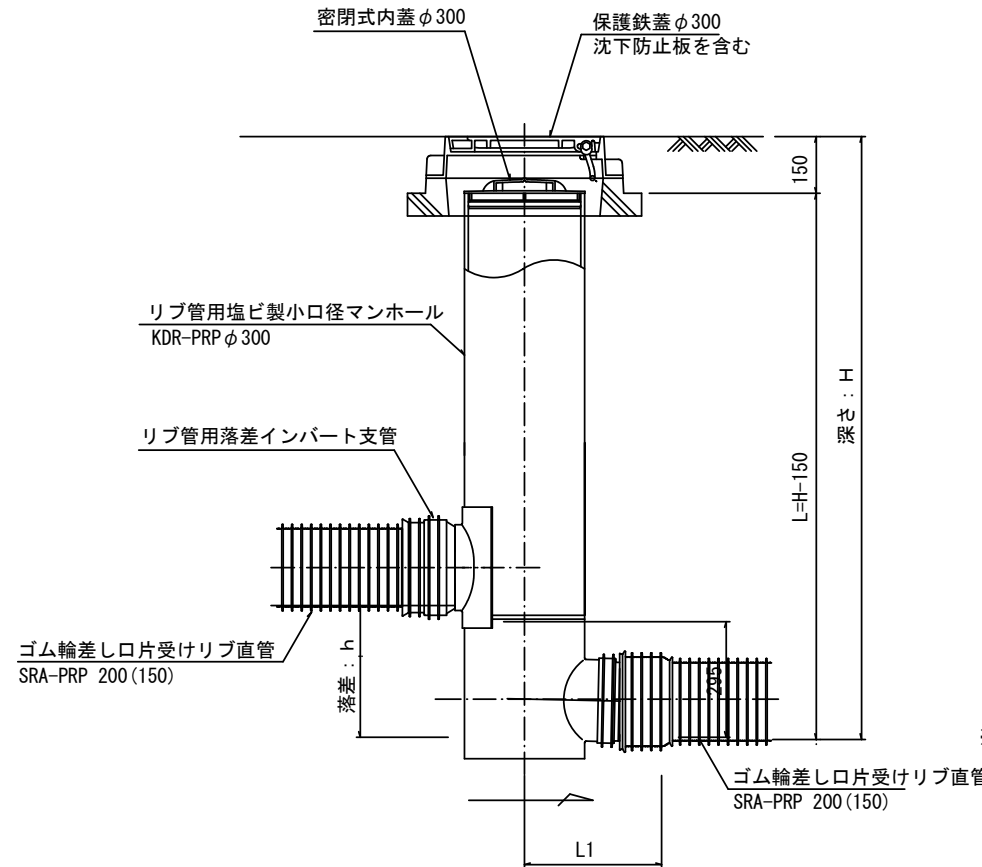 密閉式内蓋φ300
保護鉄蓋φ300
沈下防止板を含む
150
リブ管用塩ビ製小口径マンホール
KDR-PRPφ300
深さ:H
リブ管用落差インバート支管
L=H-150
ゴム輪差し口片受けリブ直管
SRA-PRP 200(150)
落差:h
295
ゴム輪差し口片受けリブ直管
SRA-PRP 200(150)
L1